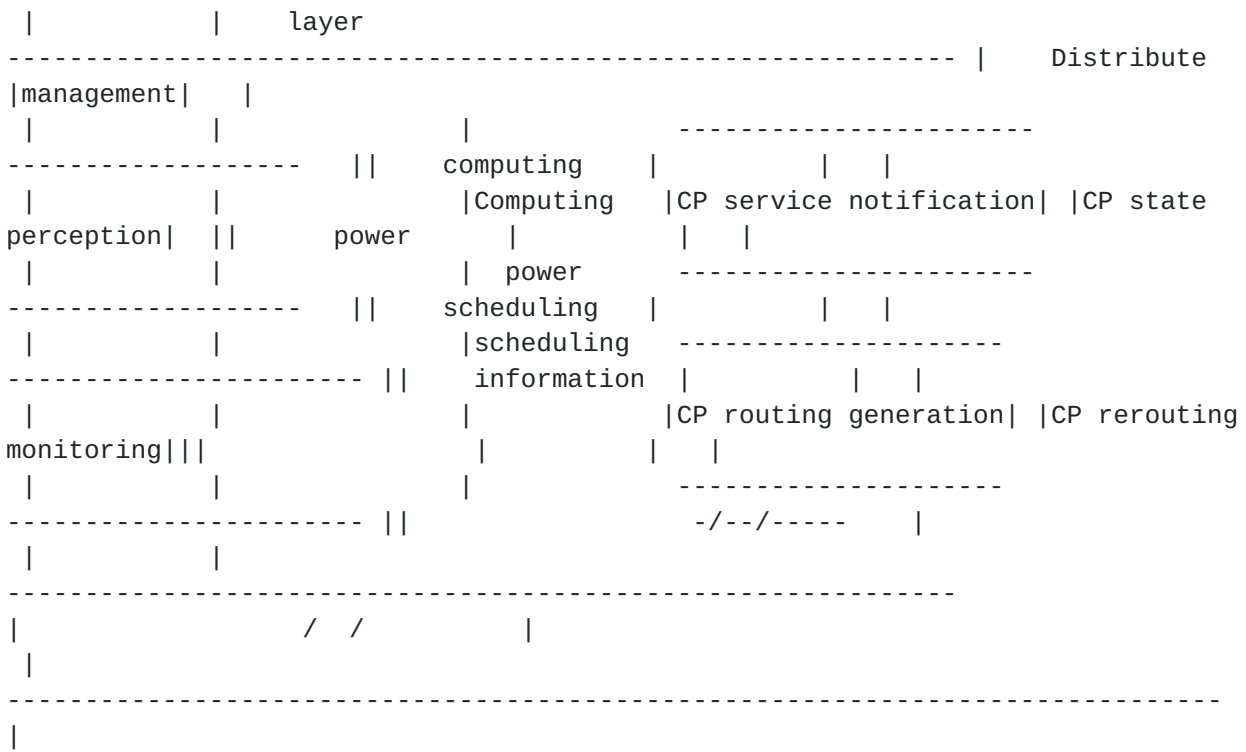 |           |    layer
------------------------------------------------------------- |    Distribute
|management|   |
 |           |               |             -----------------------
-------------------   ||    computing    |          |   |
 |           |               |Computing   |CP service notification| |CP state
perception|  ||      power      |          |   |
 |           |               |  power      -----------------------
-------------------   ||    scheduling   |          |   |
 |           |               |scheduling   ---------------------
----------------------- ||    information  |          |   |
 |           |               |            |CP routing generation| |CP rerouting
monitoring|||                 |          |   |
 |           |               |             ---------------------
----------------------- ||                  -/--/-----    |
 |           |
-------------------------------------------------------------
|                  /  /          |
 |
------------------------------------------------------------------------------
|